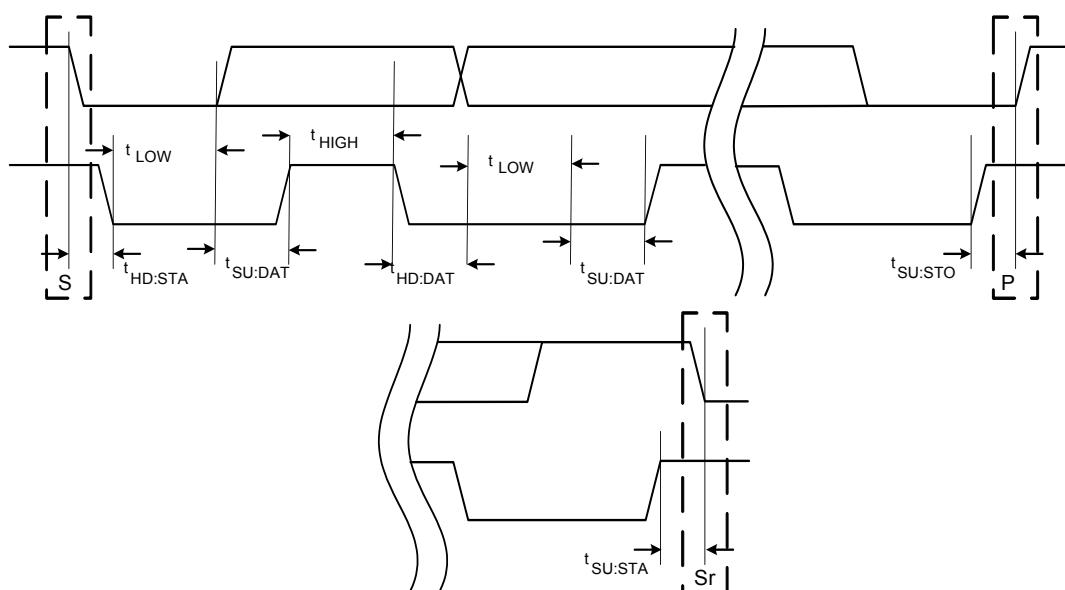 t HIGH
t LOW
t LOW
t HD:STA
t SU:DAT
t HD:DAT
t SU:DAT
t SU:STO
S
P
t SU:STA
Sr